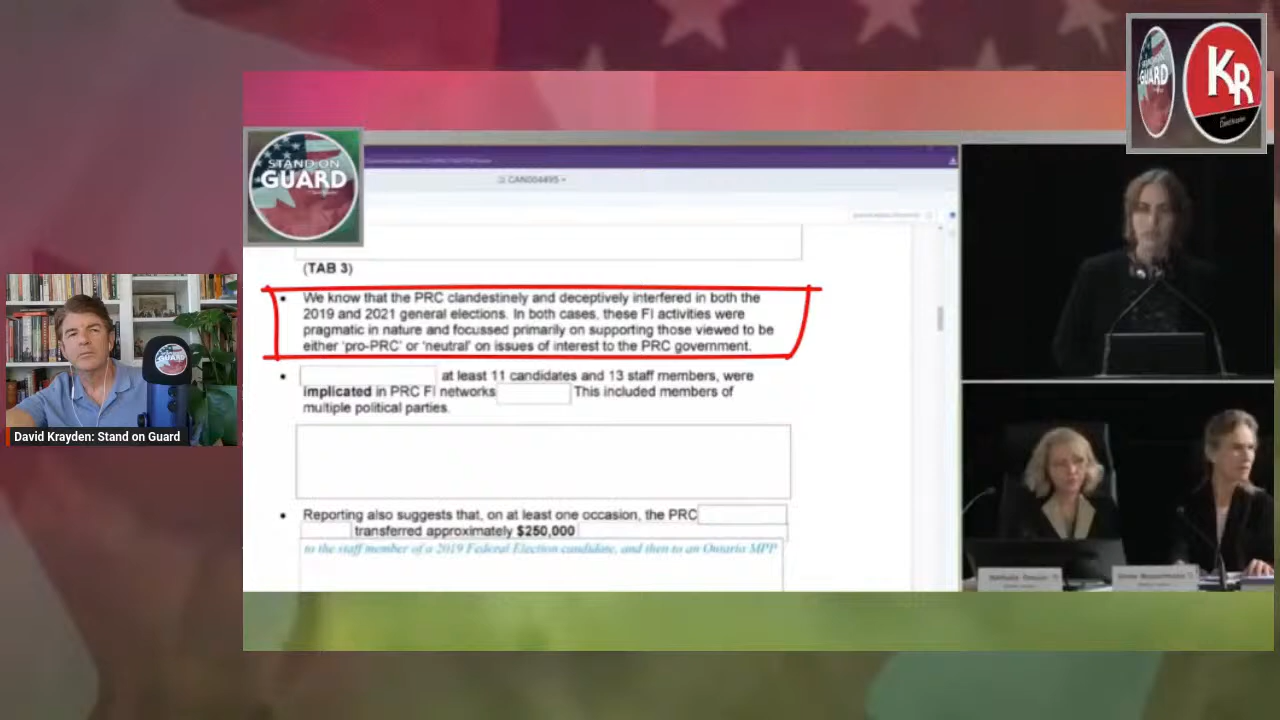 STAND ON
GUARD
KR
CAN004495
(TAB 3)
• We know that the PRC clandestinely and deceptively interfered in both the
2019 and 2021 general elections. In both cases, these FI activities were
pragmatic in nature and focussed primarily on supporting those viewed to be
either 'pro-PRC' or 'neutral' on issues of interest to the PRC government.
• at least 11 candidates and 13 staff members, were
implicated in PRC FI networks This included members of
multiple political parties.
• Reporting also suggests that, on at least one occasion, the PRC
transferred approximately $250,000
to the staff member of a 2019 Federal Election candidate, and then to an Ontario MPP
GUARD
David Krayden: Stand on Guard